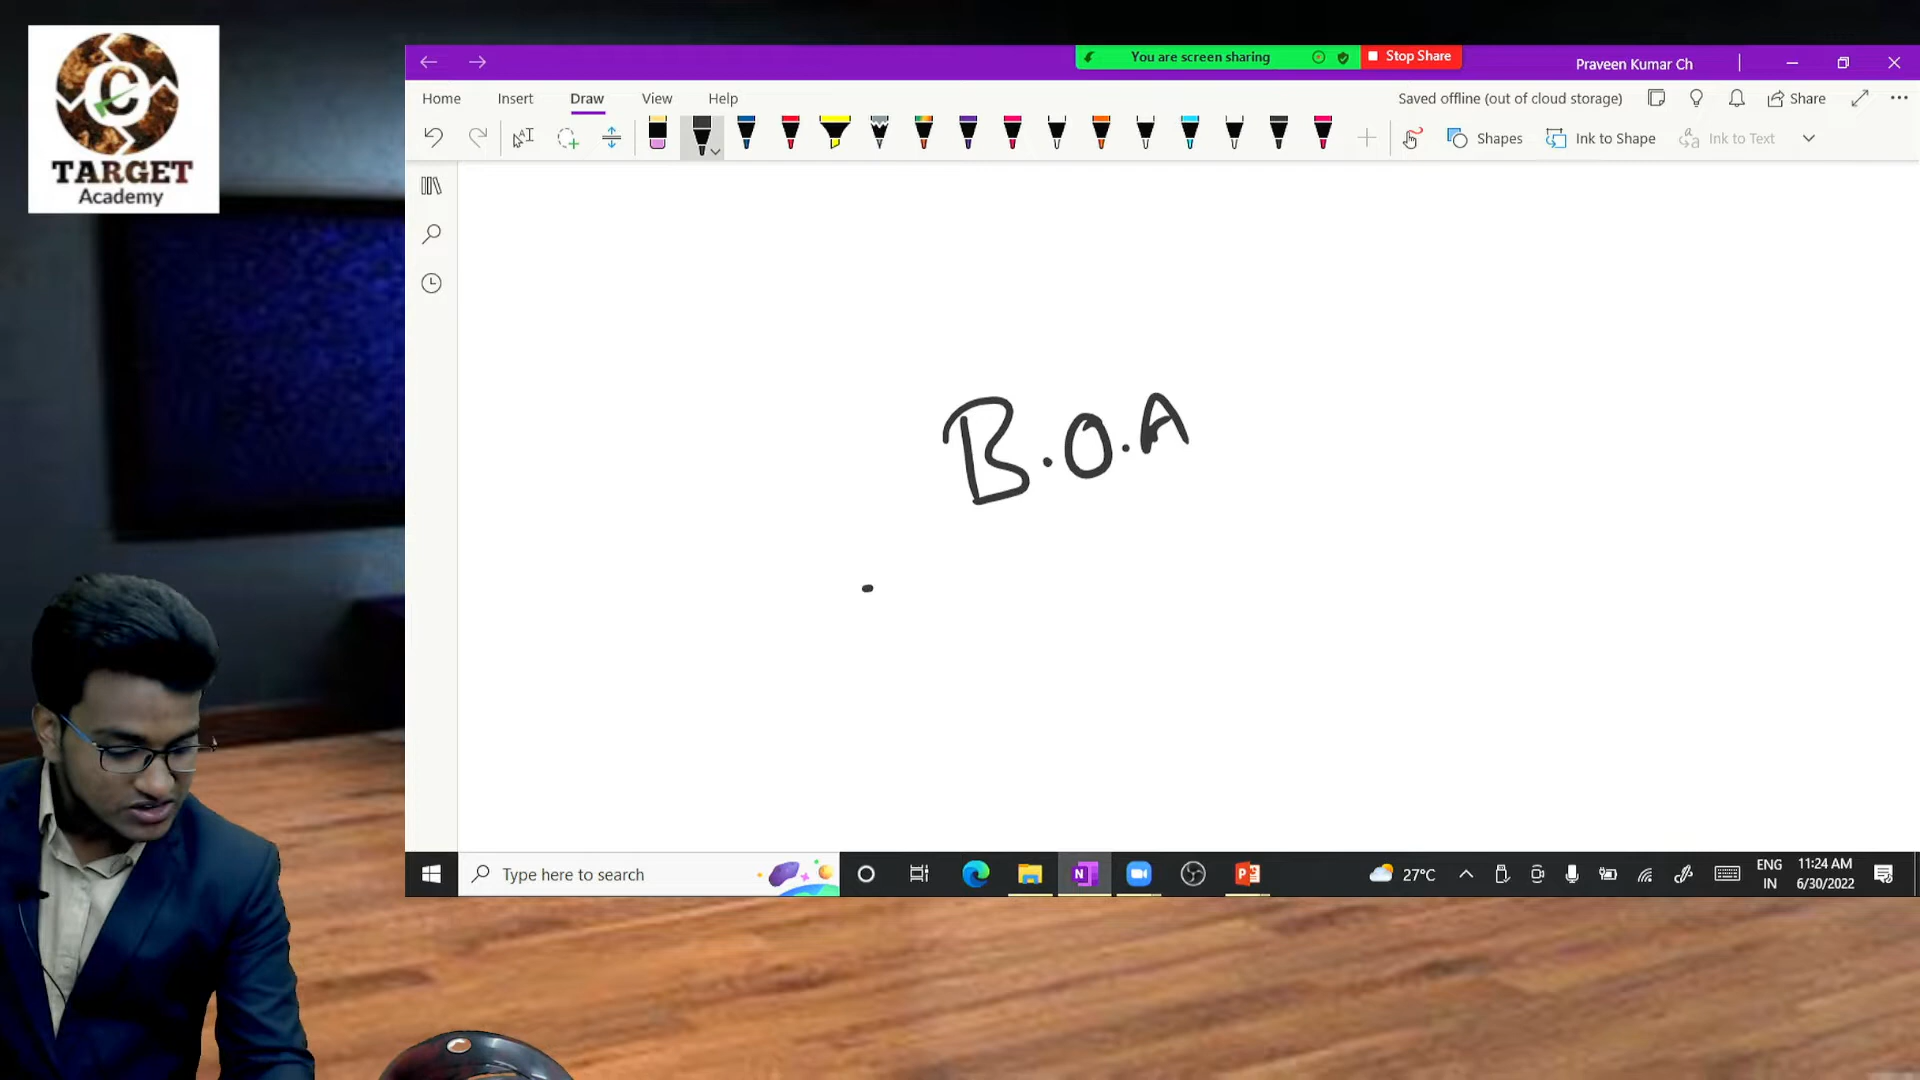 C
TARGET
Academy
You are screen sharing
Stop Share
Praveen Kumar Ch
Home
Insert
Draw
View
Help
Saved offline (out of cloud storage)
Share
Shapes
Ink to Shape
Ink to Text
B.O.A
Type here to search
27°C
ENG
IN
11:24 AM
6/30/2022